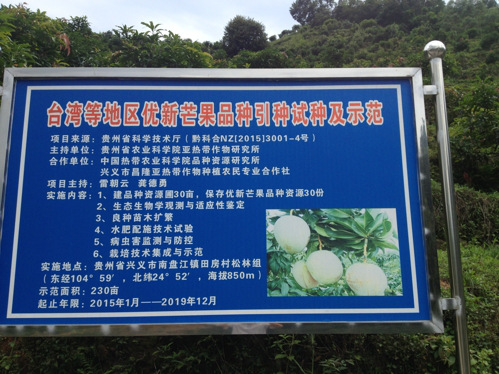 台湾等地区优新芒果品种引种试种及示范
项目来源：贵州省科学技术厅（黔科合NZ[2015]3001-4号）
主持单位：贵州省农业科学院亚热带作物研究所
合作单位：中国热带农业科学院品种资源研究所
兴义市昌隆亚热带作物种植农民专业合作社
项目主持：雷朝云 龚德勇
实施内容：1、建品种资源圃30亩，保存优新芒果品种资源30份
2、生态生物学观测与适应性鉴定
3、良种苗木扩繁
4、水肥配施技术试验
5、病虫害监测与防控
6、栽培技术集成与示范
实施地点：贵州省兴义市南盘江镇田房村松林组
（东经104°59′，北纬24°52′，海拔850m）
示范面积：230亩
起止年限：2015年1月——2019年12月